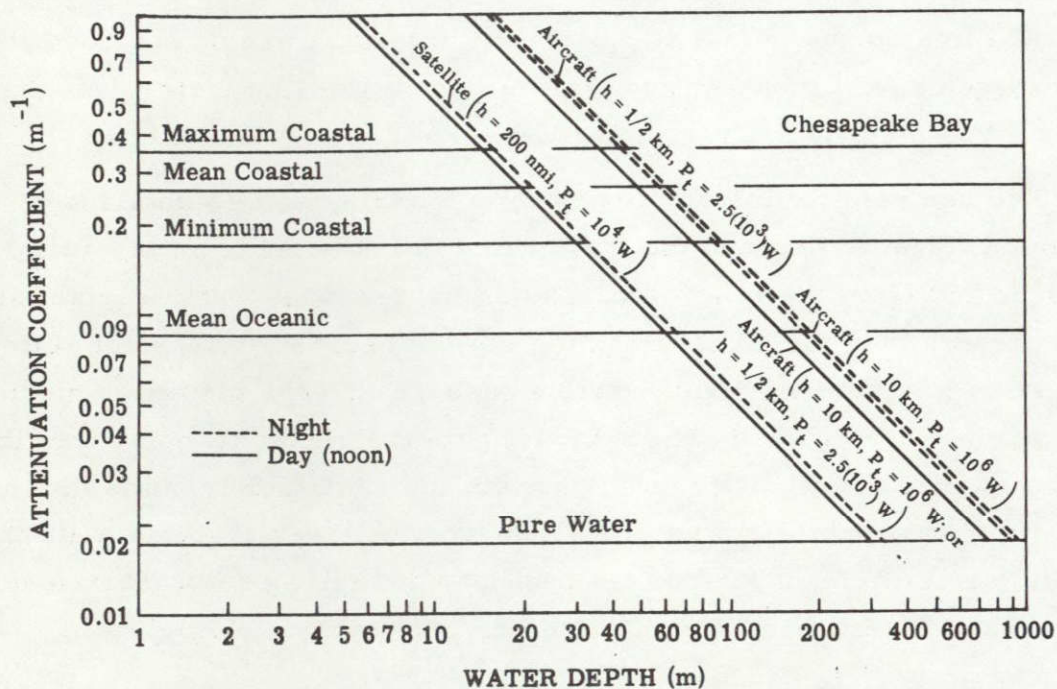 ATTENUATION COEFFICIENT (m⁻¹)
0.9
0.7
0.5
0.4
0.3
0.2
0.09
0.07
0.05
0.04
0.03
0.02
0.01
Maximum Coastal
Mean Coastal
Minimum Coastal
Mean Oceanic
Pure Water
Chesapeake Bay
Satellite (h = 200 nmi, Pt = 10⁴ W)
Aircraft (h = 1/2 km, Pt = 2.5(10³)W)
Aircraft (h = 10 km, Pt = 10⁶ W)
Aircraft (h = 10 km, Pt = 10⁶ W; or
h = 1/2 km, Pt = 2.5(10³)W)
Night
Day (noon)
1 2 3 4 5 6 7 8 10 20 30 40 60 80 100 200 400 600 1000
WATER DEPTH (m)